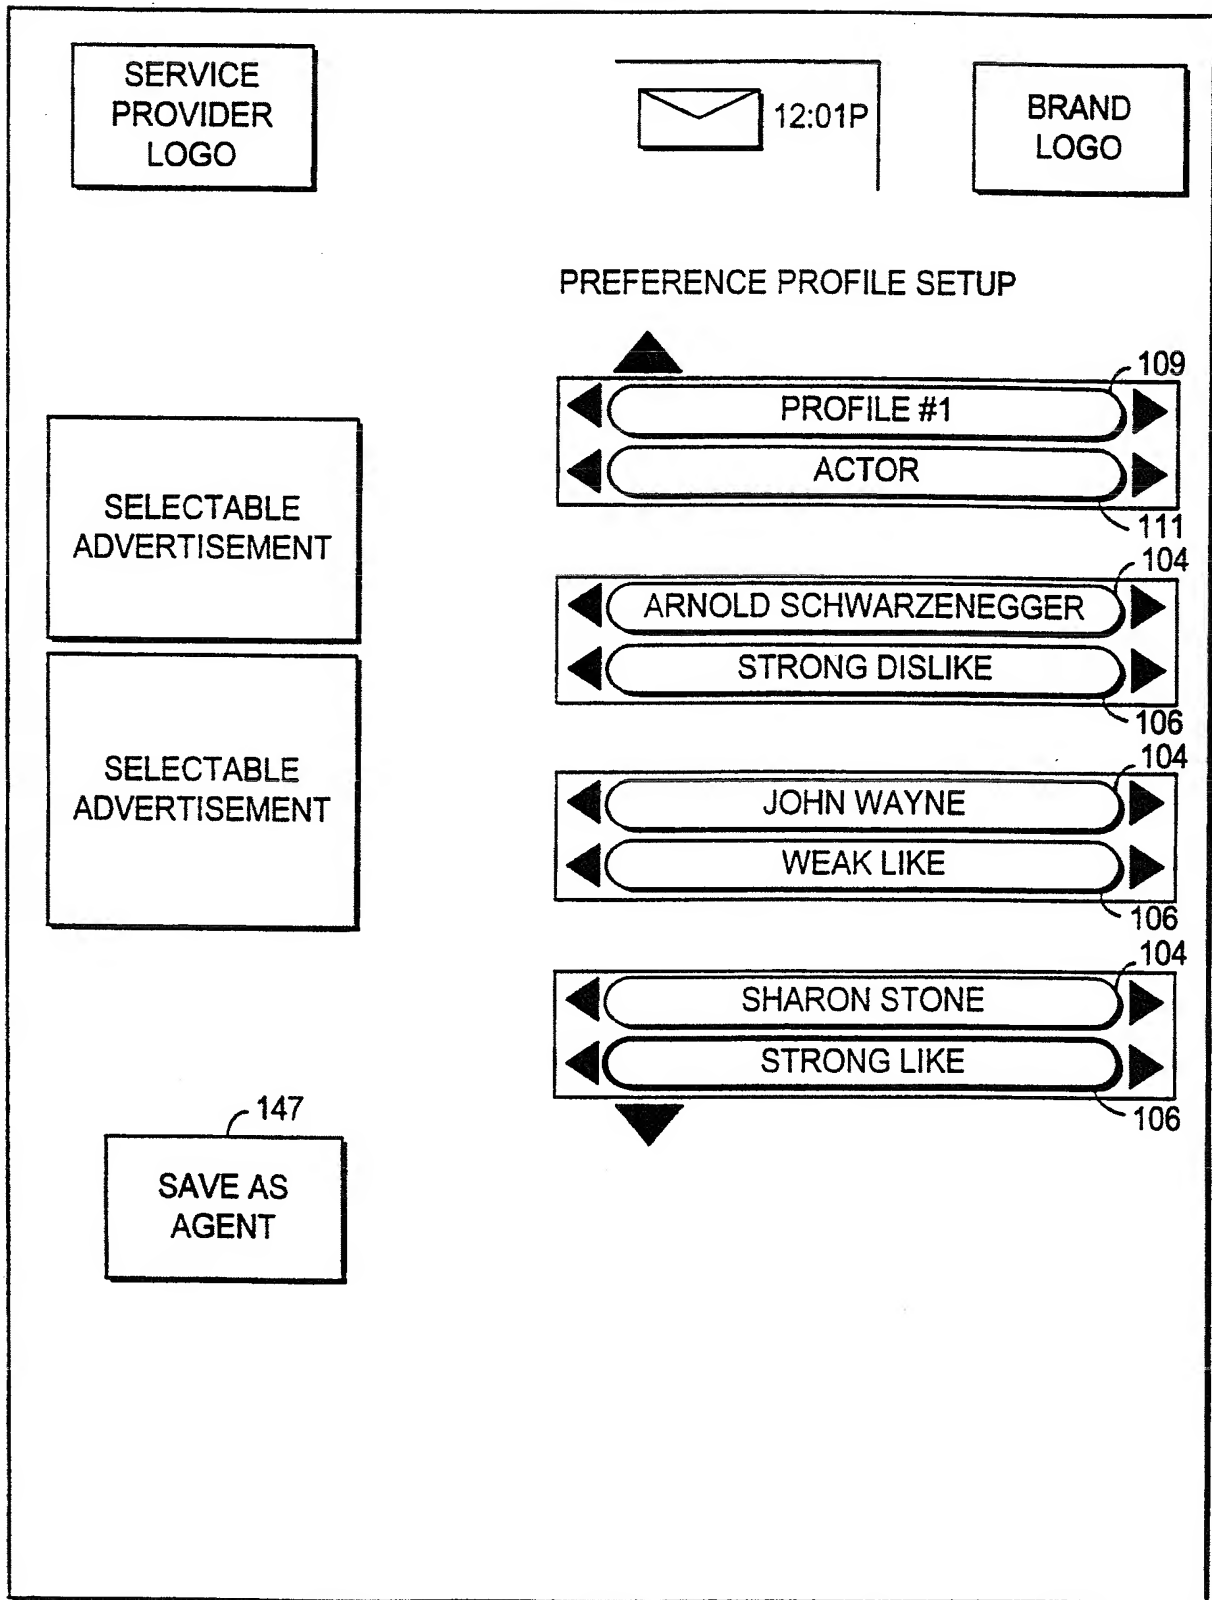 SERVICE
PROVIDER
LOGO
12:01P
BRAND
LOGO
PREFERENCE PROFILE SETUP
109
PROFILE #1
ACTOR
111
SELECTABLE
ADVERTISEMENT
104
ARNOLD SCHWARZENEGGER
STRONG DISLIKE
106
SELECTABLE
ADVERTISEMENT
104
JOHN WAYNE
WEAK LIKE
106
104
SHARON STONE
STRONG LIKE
106
147
SAVE AS
AGENT